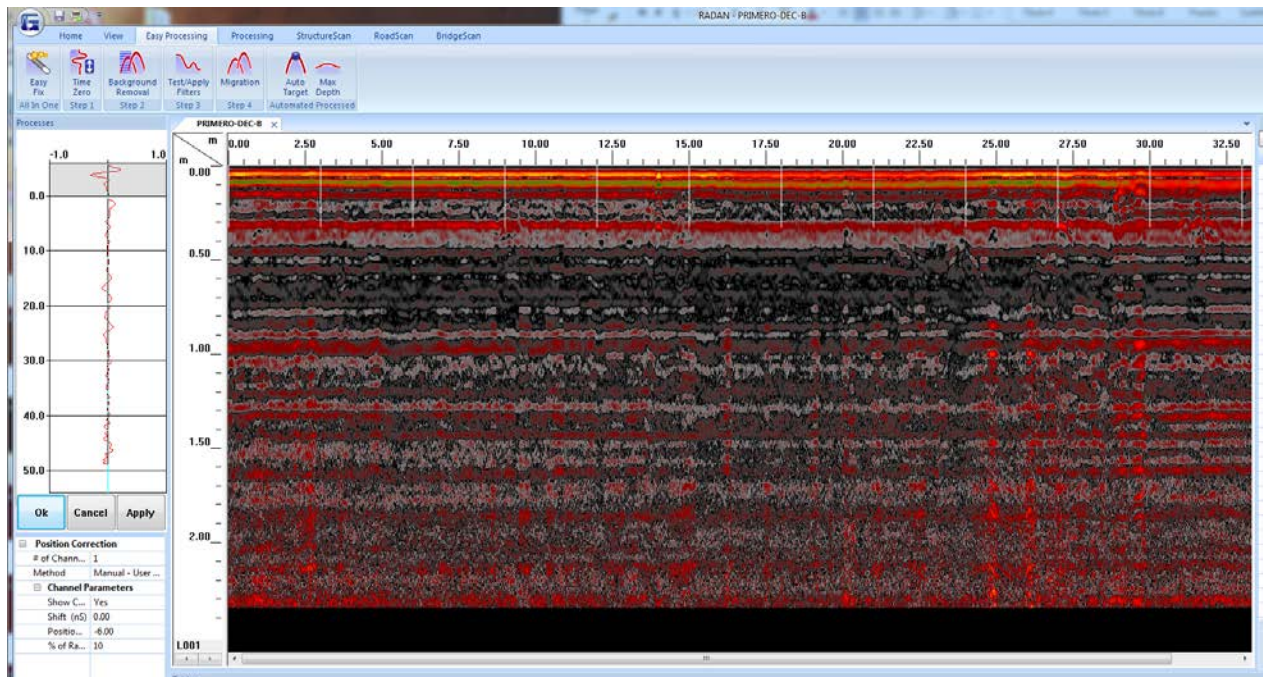 RADAN - PRIMERO-DEC-B
Home View Easy Processing Processing StructureScan RoadScan BridgeScan
Easy Fix
Time Zero
Background Removal
Test/Apply Filters
Migration
Auto Target
Max Depth
All In One Step 1 Step 2 Step 3 Step 4 Automated Processed
Processes
PRIMERO-DEC-B
-1.0 1.0
0.0
10.0
20.0
30.0
40.0
50.0
Ok Cancel Apply
Position Correction
# of Chann... 1
Method Manual - User ...
Channel Parameters
Show C... Yes
Shift (nS) 0.00
Positio... -6.00
% of Ra... 10
m
m
0.00 2.50 5.00 7.50 10.00 12.50 15.00 17.50 20.00 22.50 25.00 27.50 30.00 32.50
0.00
0.50
1.00
1.50
2.00
L001